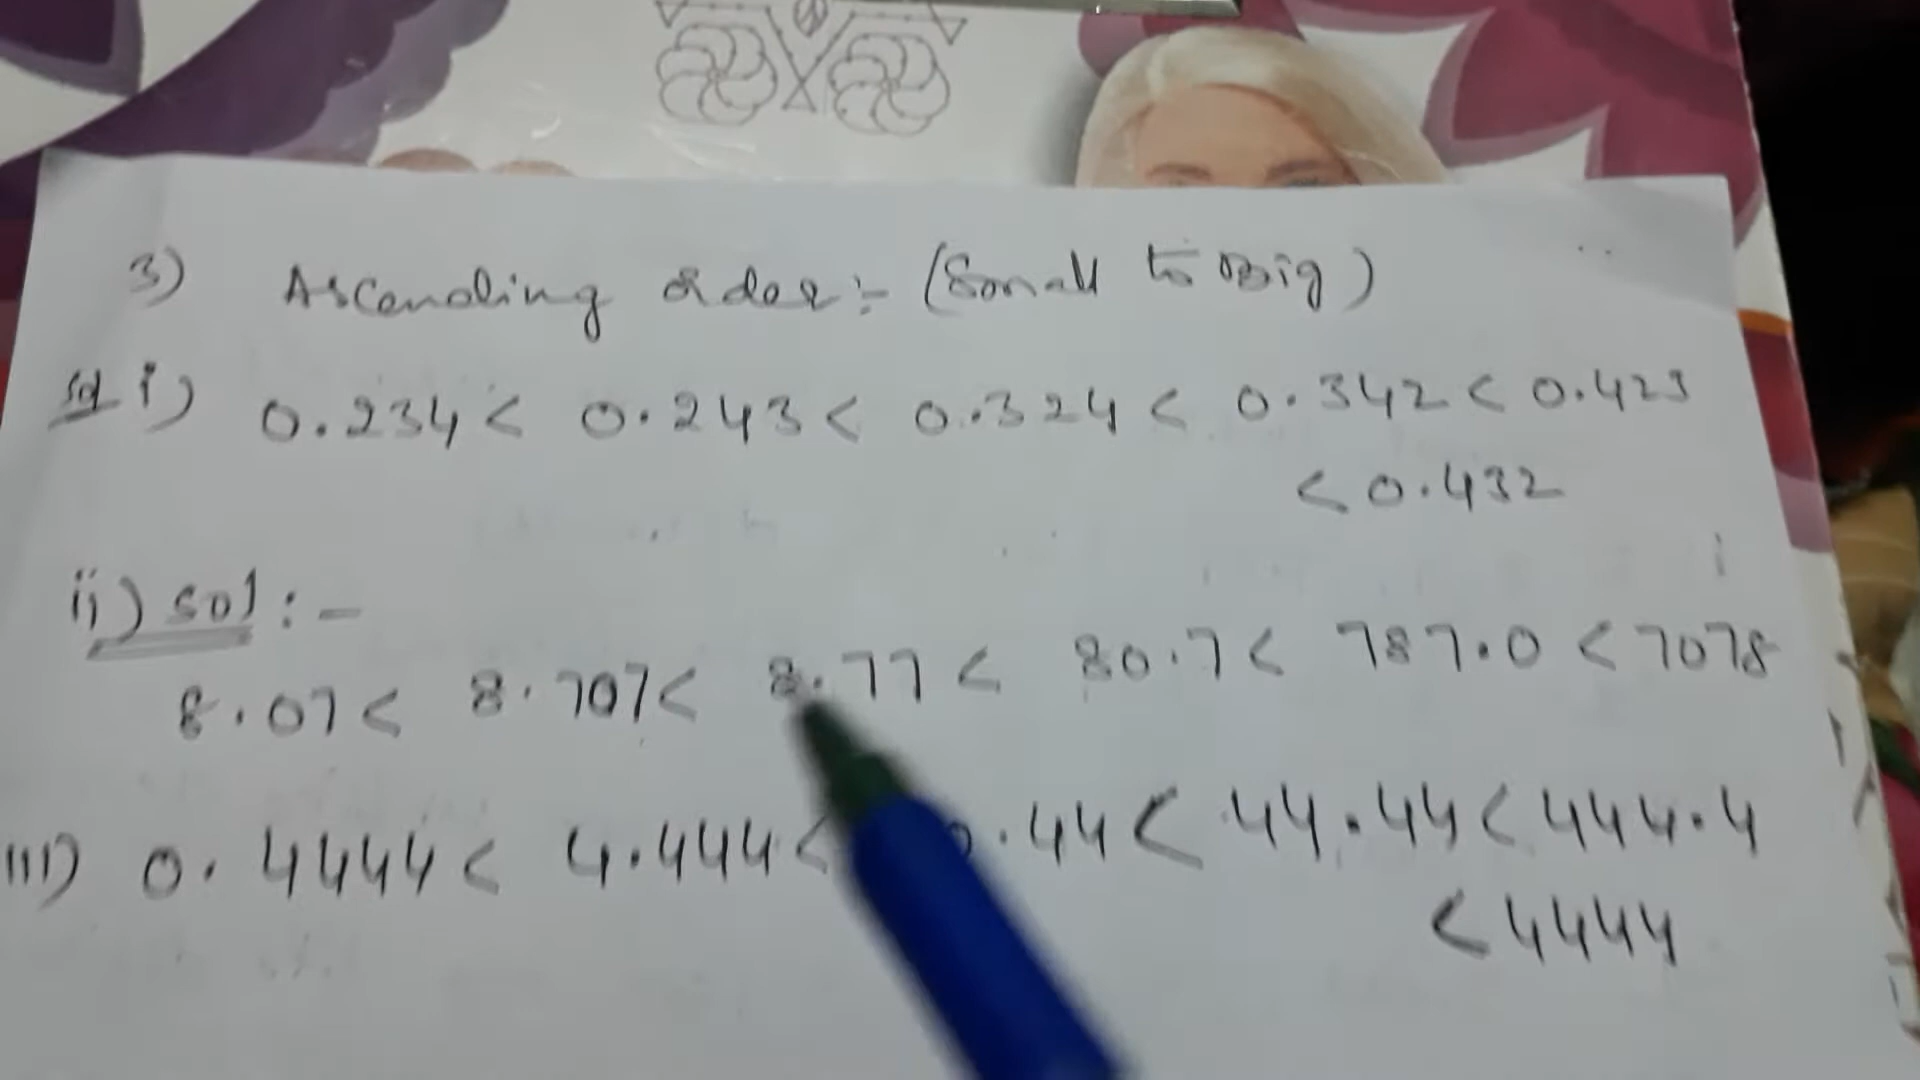 3) Ascending order:- (Small to Big)
sol i) 0.234 < 0.243 < 0.324 < 0.342 < 0.423
< 0.432
ii) sol :-
8.07 < 8.707 < 8.77 < 80.7 < 787.0 < 7078
iii) 0.4444 < 4.444 < .44 < 44.44 < 444.4
< 4444